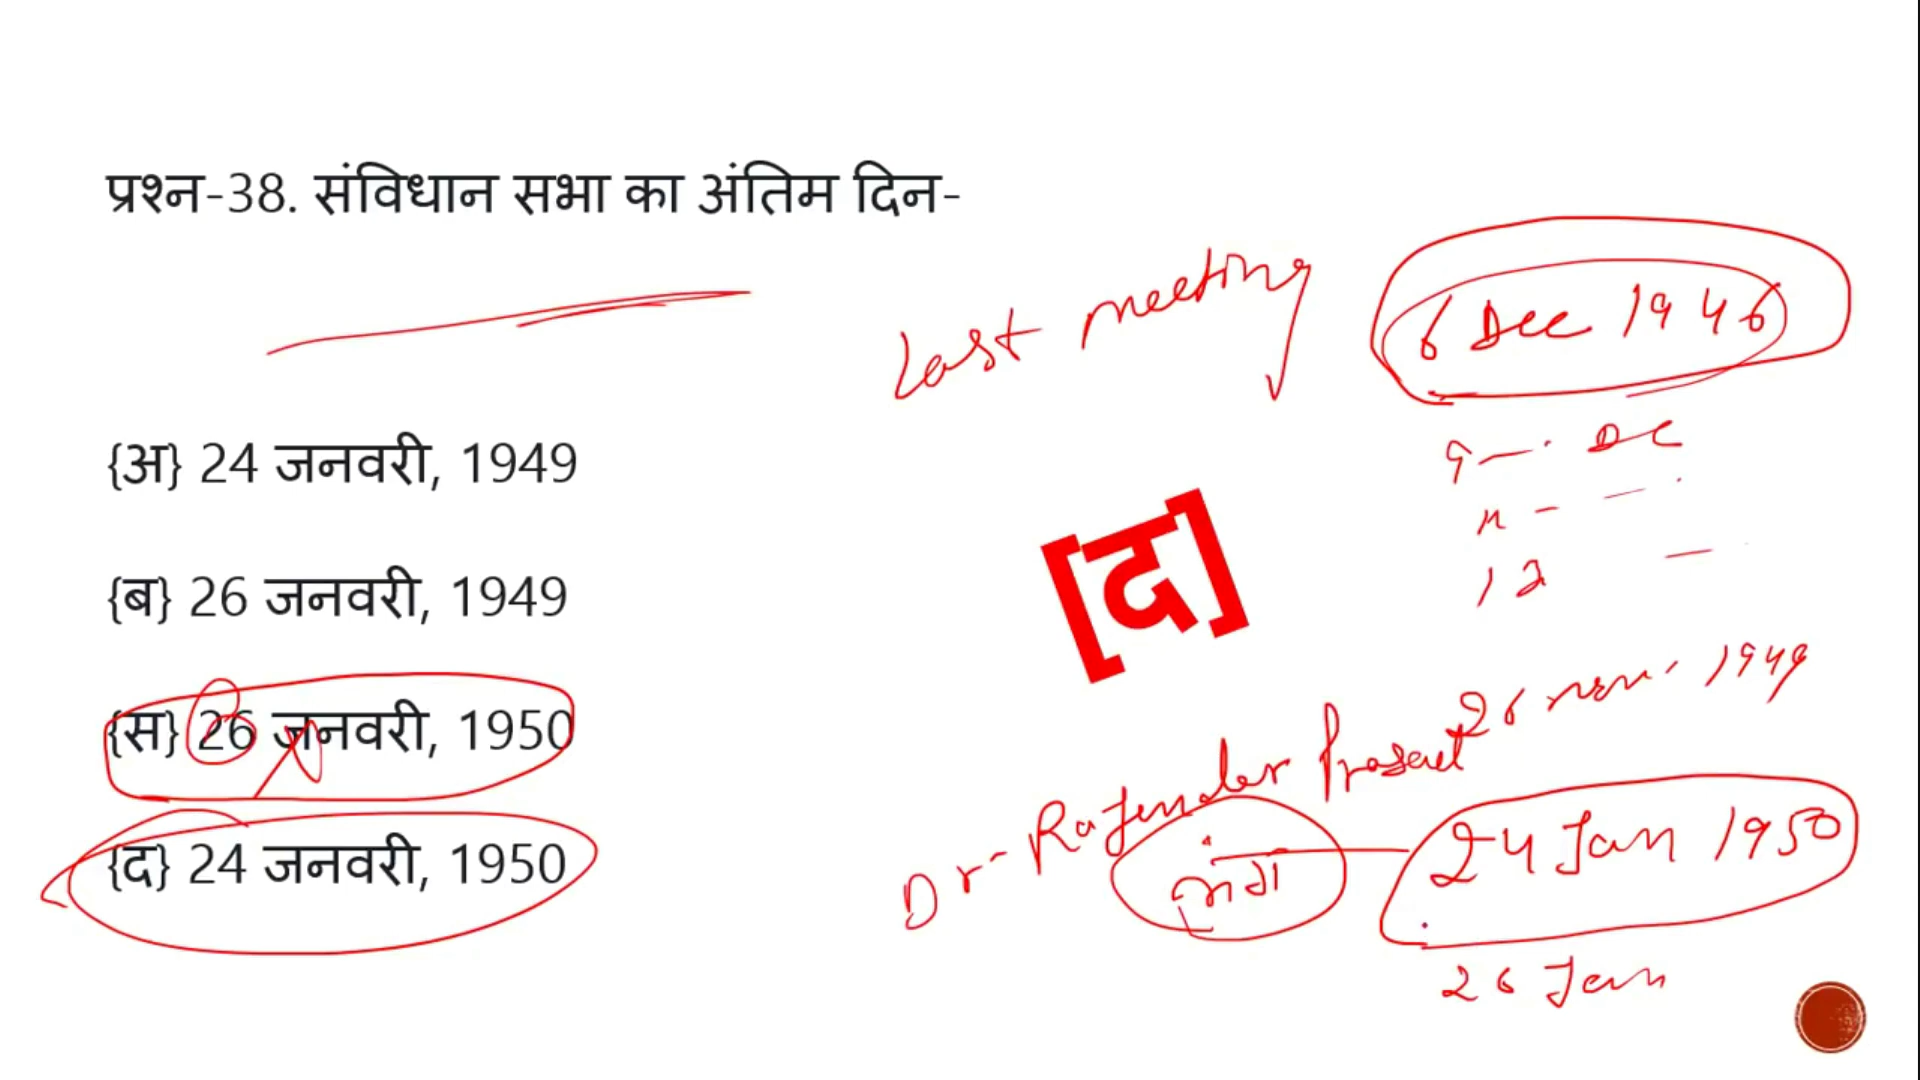 प्रश्न-38. संविधान सभा का अंतिम दिन-
Last meeting
6 Dec 1946
9 - Dec
11 -
12
{अ} 24 जनवरी, 1949
{ब} 26 जनवरी, 1949
{स} 26 जनवरी, 1950
{द} 24 जनवरी, 1950
[द]
26 Nov. 1949
Dr- Rajender Prasad
भंग
24 Jan 1950
26 Jan